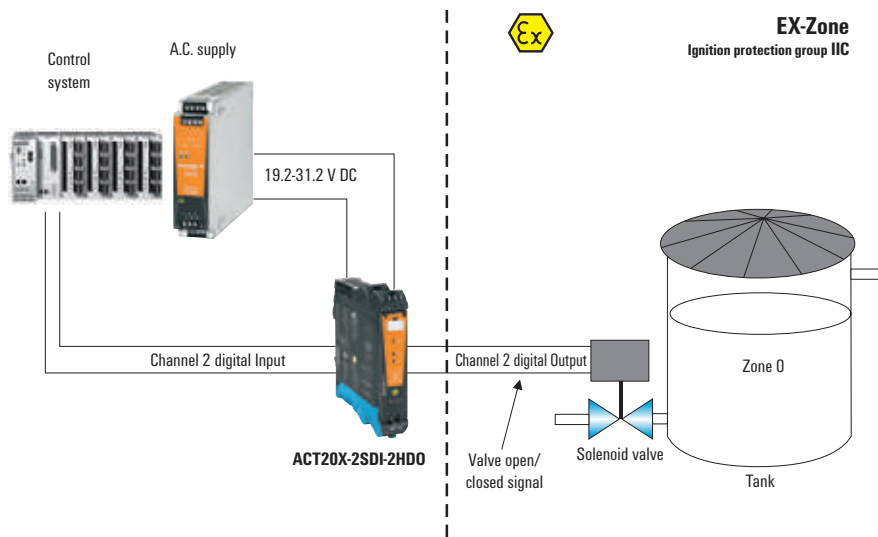 Control
system
A.C. supply
Ex
EX-Zone
Ignition protection group IIC
19.2-31.2 V DC
Channel 2 digital Input
Channel 2 digital Output
Zone 0
ACT20X-2SDI-2HDO
Valve open/
closed signal
Solenoid valve
Tank